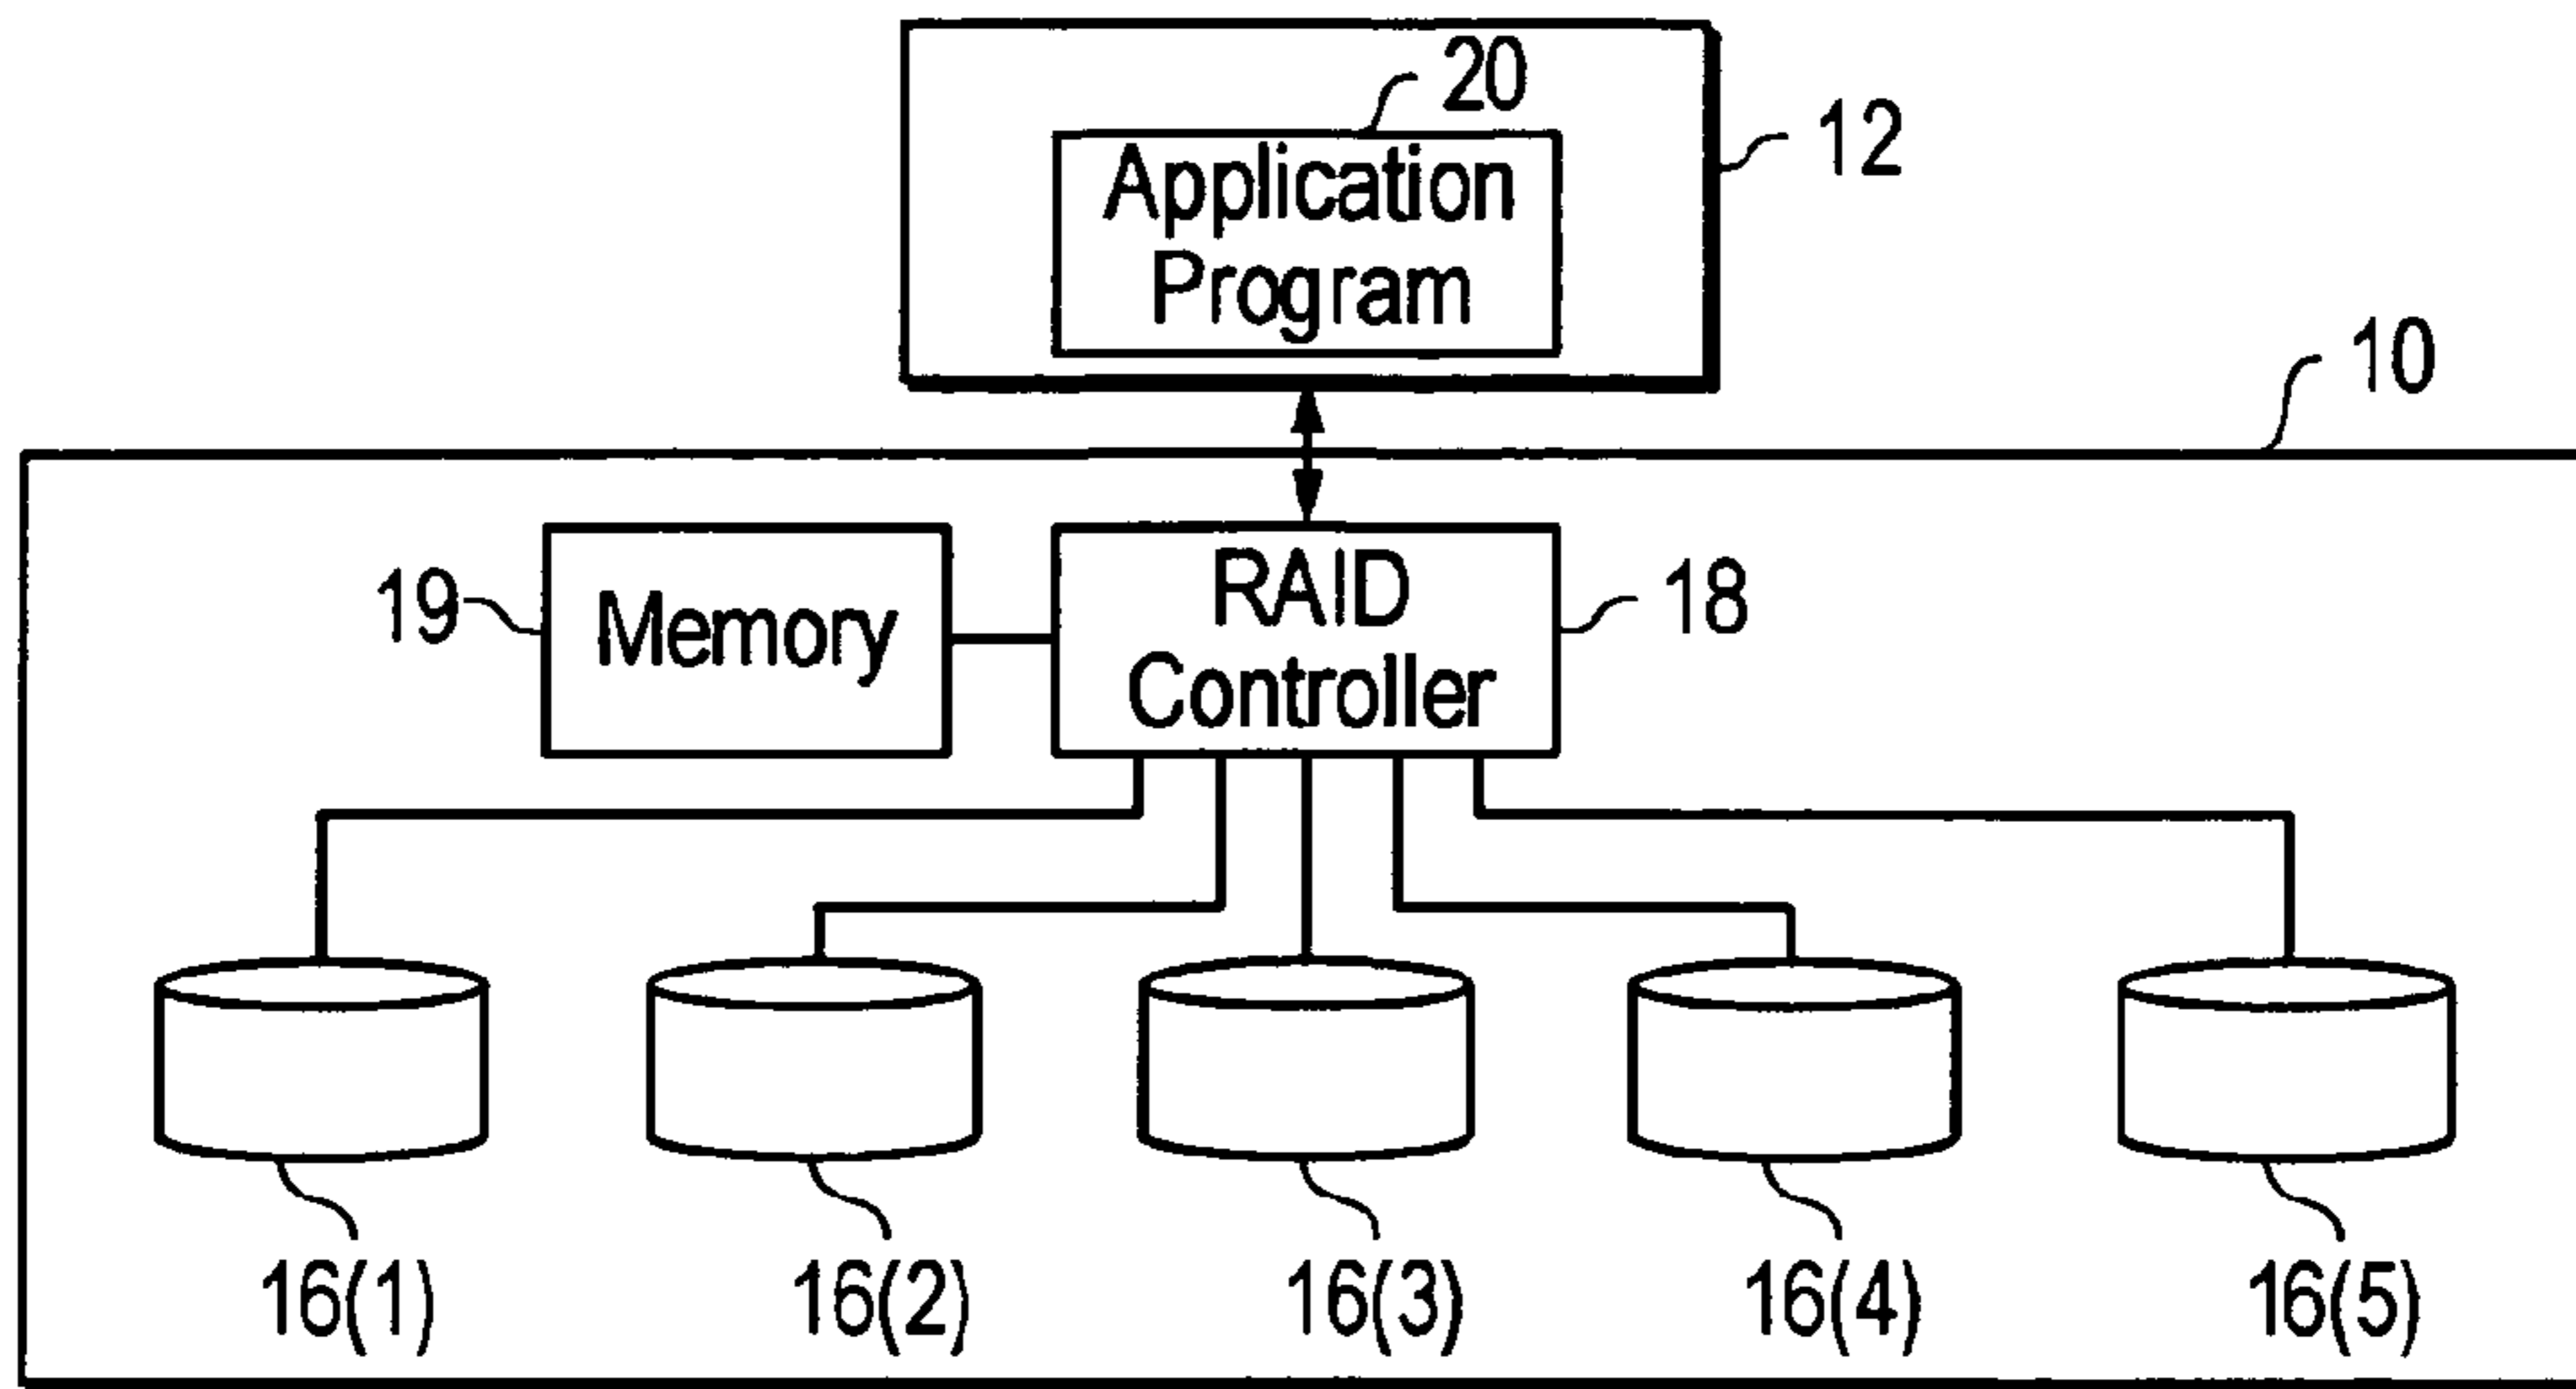 20
Application
Program
12
10
19
Memory
RAID
Controller
18
16(1)
16(2)
16(3)
16(4)
16(5)